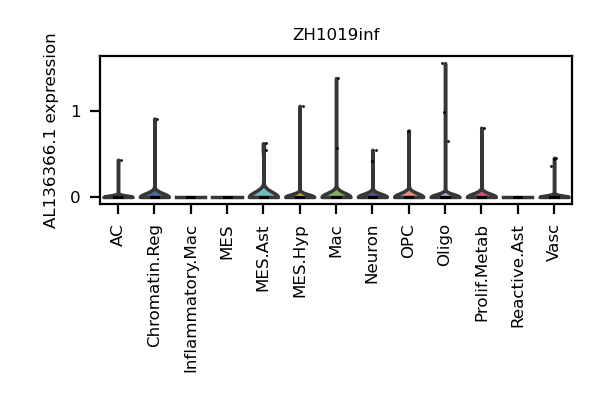 ZH1019inf
AL136366.1 expression
1
0
AC
Chromatin.Reg
Inflammatory.Mac
MES
MES.Ast
MES.Hyp
Mac
Neuron
OPC
Oligo
Prolif.Metab
Reactive.Ast
Vasc